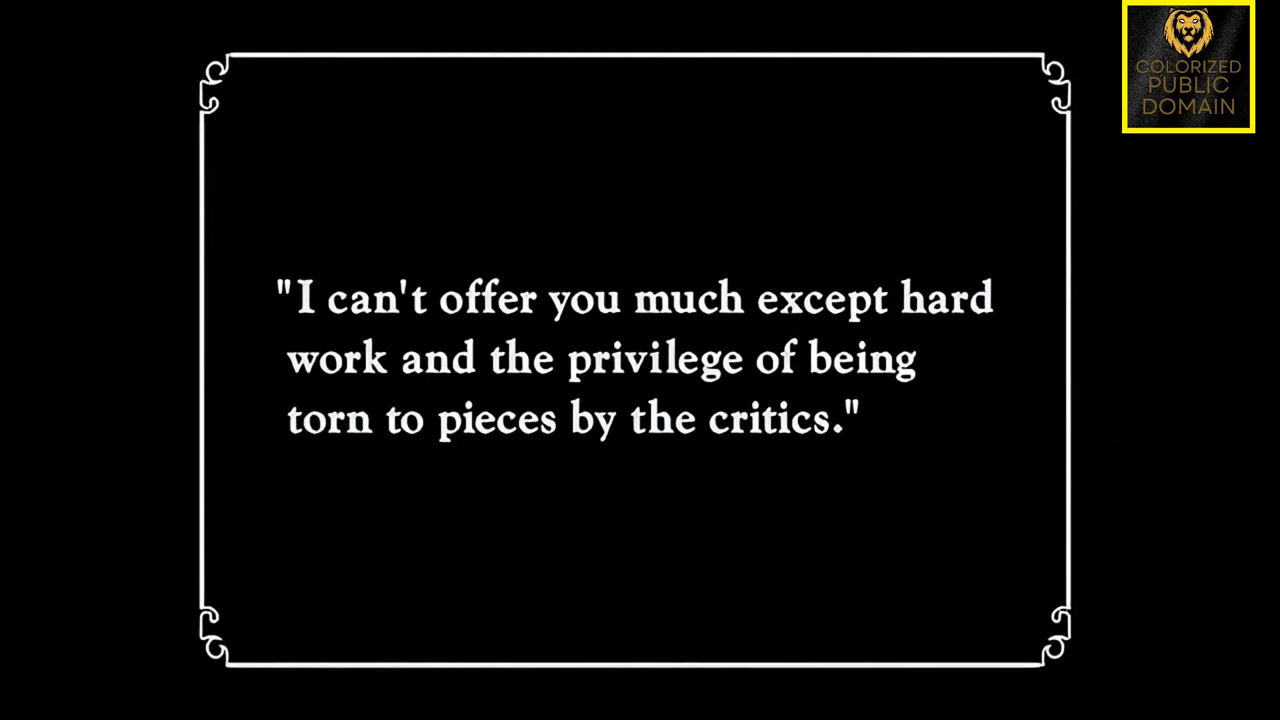 COLORIZED
PUBLIC
DOMAIN
"I can't offer you much except hard
work and the privilege of being
torn to pieces by the critics."